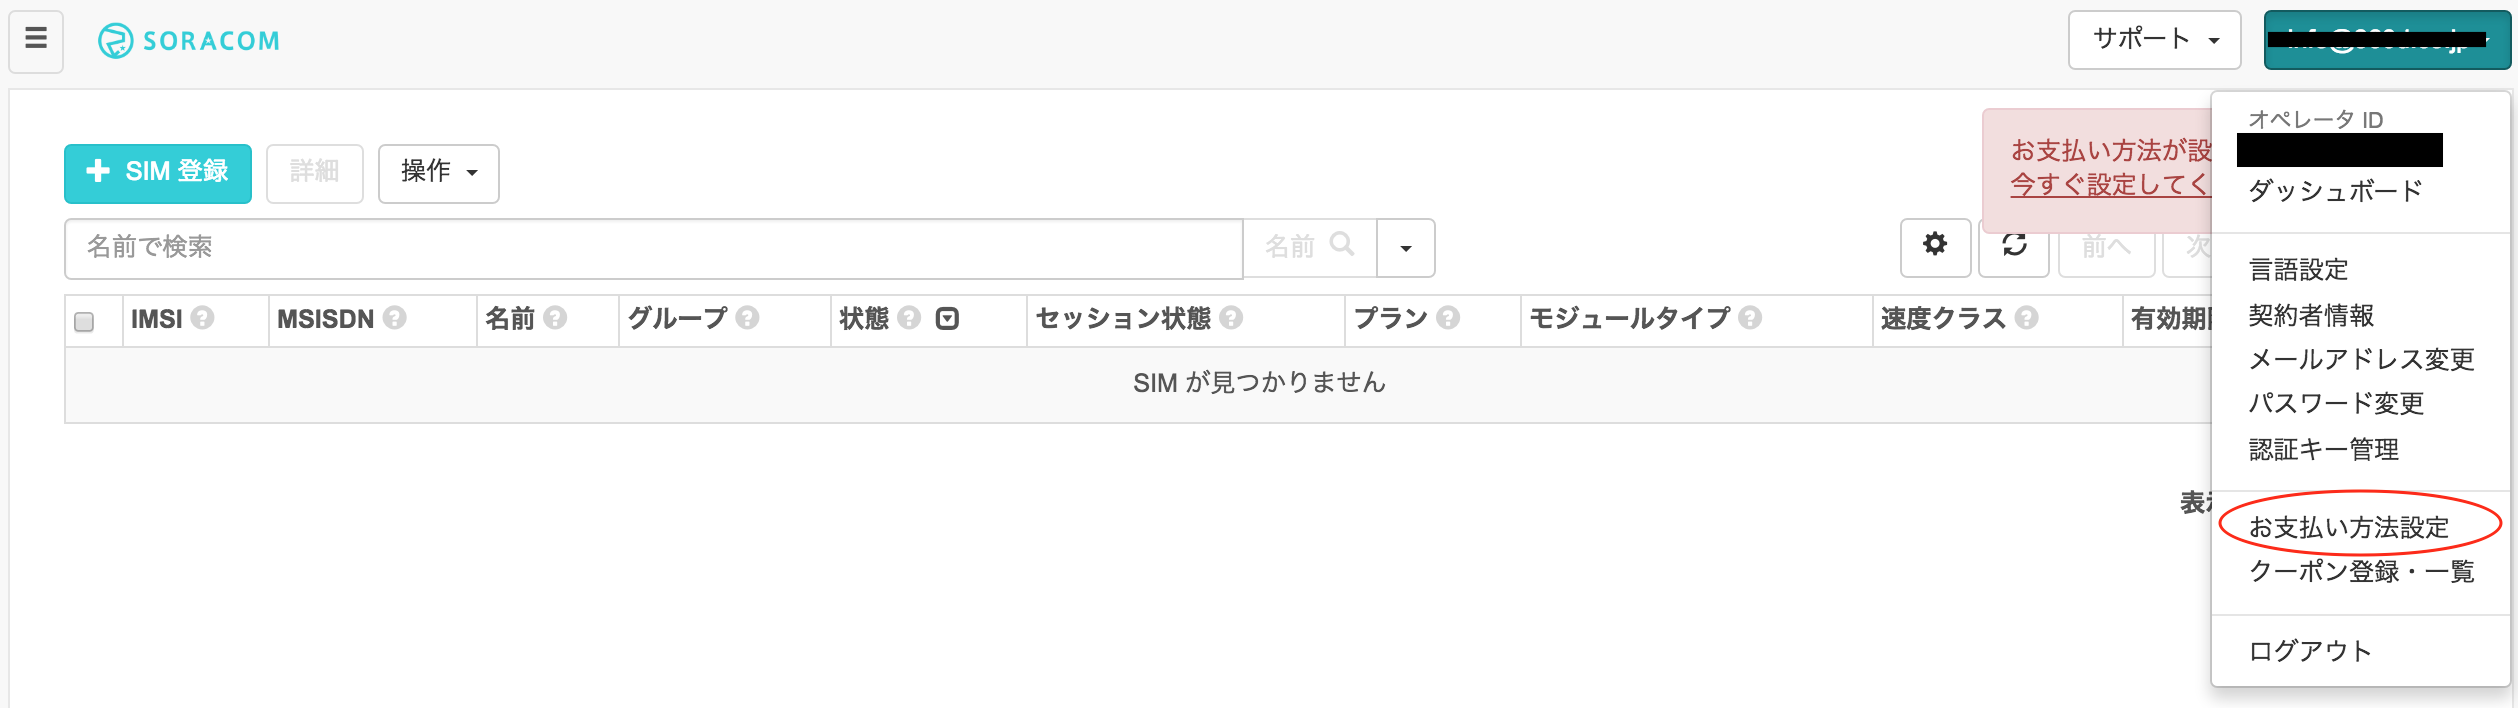 SORACOM
サポート
オペレータ ID
ダッシュボード
言語設定
契約者情報
メールアドレス変更
パスワード変更
認証キー管理
お支払い方法設定
クーポン登録・一覧
ログアウト
お支払い方法が設
今すぐ設定してく
SIM 登録
詳細
操作
名前で検索
名前
前へ
次
IMSI
MSISDN
名前
グループ
状態
セッション状態
プラン
モジュールタイプ
速度クラス
有効期
SIM が見つかりません